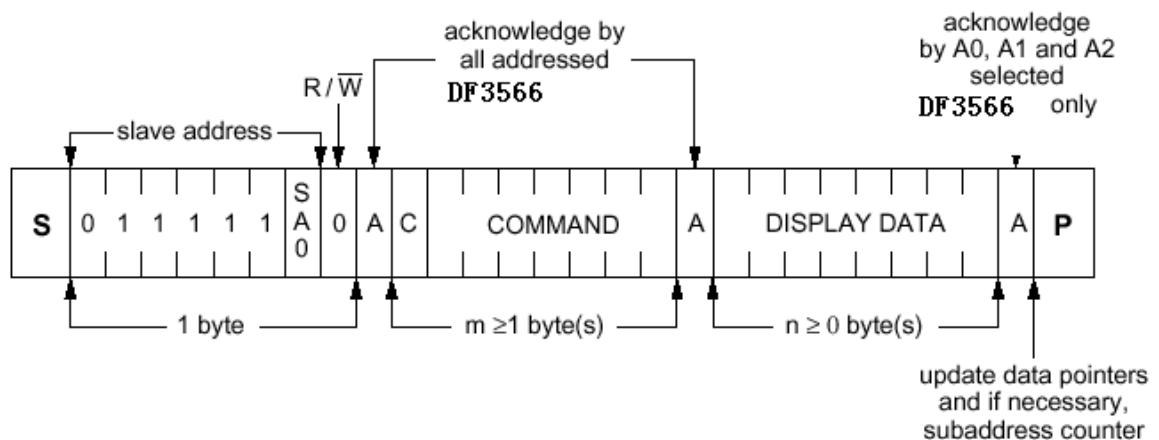 acknowledge by
all addressed
DF3566
acknowledge
by A0, A1 and A2
selected
DF3566 only
R / W̅
slave address
S 0 1 1 1 1 1 S A 0 0 A C COMMAND A DISPLAY DATA A P
1 byte
m ≥1 byte(s)
n ≥ 0 byte(s)
update data pointers
and if necessary,
subaddress counter